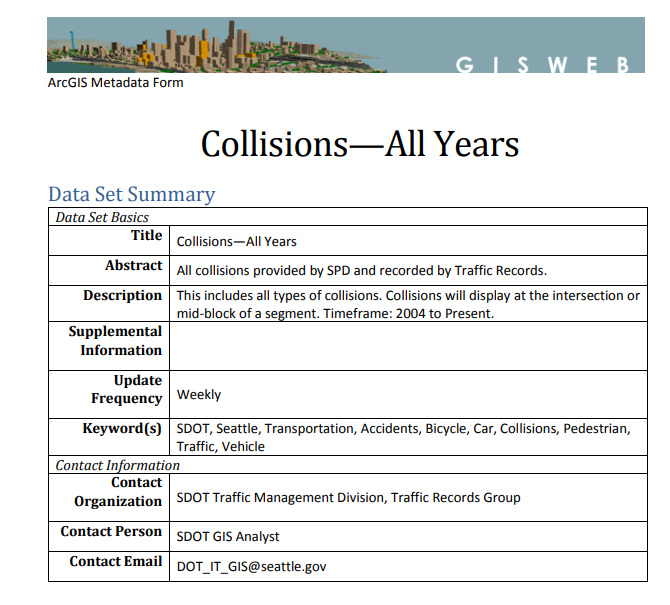 GISWEB
ArcGIS Metadata Form
Collisions—All Years
Data Set Summary
Data Set Basics
Title
Collisions—All Years
Abstract
All collisions provided by SPD and recorded by Traffic Records.
Description
This includes all types of collisions. Collisions will display at the intersection or
mid-block of a segment. Timeframe: 2004 to Present.
Supplemental
Information
Update
Frequency
Weekly
Keyword(s)
SDOT, Seattle, Transportation, Accidents, Bicycle, Car, Collisions, Pedestrian,
Traffic, Vehicle
Contact Information
Contact
Organization
SDOT Traffic Management Division, Traffic Records Group
Contact Person
SDOT GIS Analyst
Contact Email
DOT_IT_GIS@seattle.gov